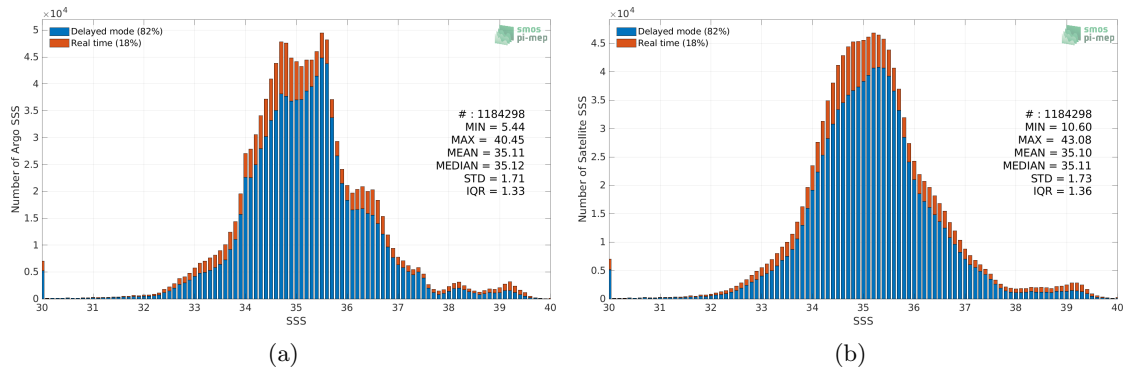 ×10⁴
Number of Argo SSS
5
4.5
4
3.5
3
2.5
2
1.5
1
0.5
0
Delayed mode (82%)
Real time (18%)
smos
pi-mep
# : 1184298
MIN = 5.44
MAX = 40.45
MEAN = 35.11
MEDIAN = 35.12
STD = 1.71
IQR = 1.33
30 31 32 33 34 35 36 37 38 39 40
SSS
(a)
×10⁴
Number of Satellite SSS
4.5
4
3.5
3
2.5
2
1.5
1
0.5
0
Delayed mode (82%)
Real time (18%)
smos
pi-mep
# : 1184298
MIN = 10.60
MAX = 43.08
MEAN = 35.10
MEDIAN = 35.11
STD = 1.73
IQR = 1.36
30 31 32 33 34 35 36 37 38 39 40
SSS
(b)